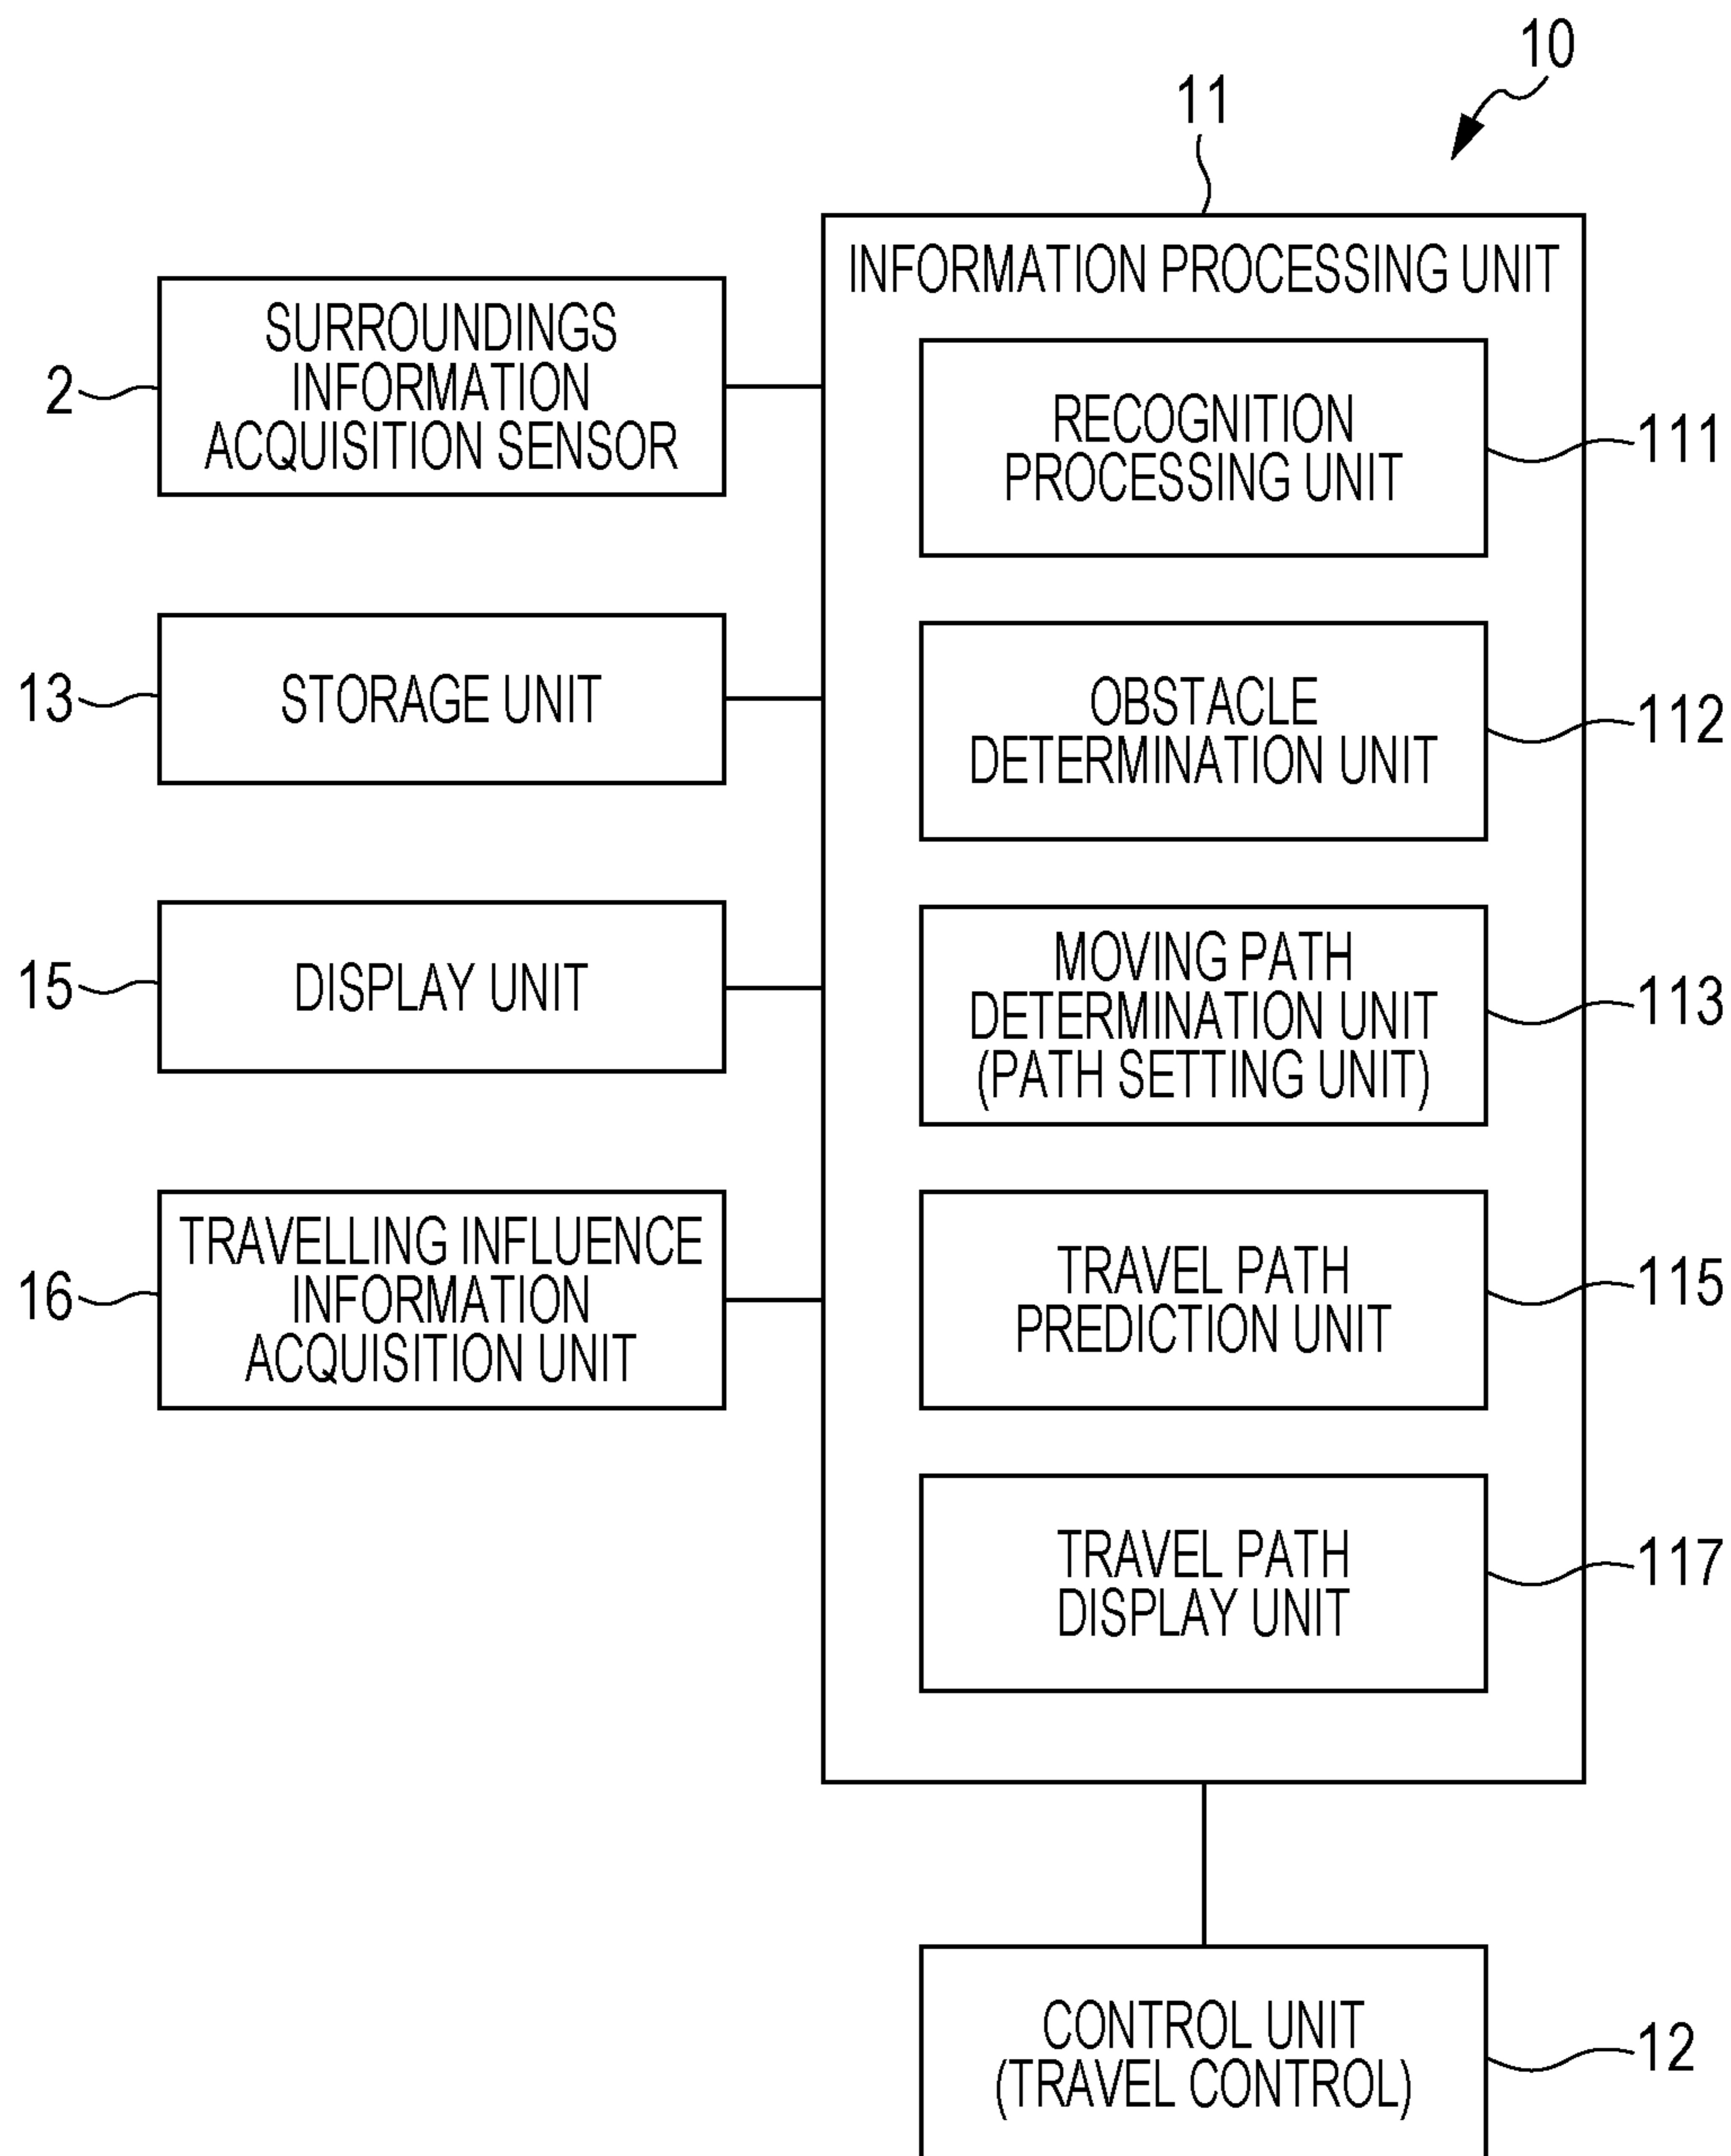 10
11
INFORMATION PROCESSING UNIT
SURROUNDINGS
INFORMATION
ACQUISITION SENSOR
2
RECOGNITION
PROCESSING UNIT
111
STORAGE UNIT
13
OBSTACLE
DETERMINATION UNIT
112
DISPLAY UNIT
15
MOVING PATH
DETERMINATION UNIT
(PATH SETTING UNIT)
113
TRAVELLING INFLUENCE
INFORMATION
ACQUISITION UNIT
16
TRAVEL PATH
PREDICTION UNIT
115
TRAVEL PATH
DISPLAY UNIT
117
CONTROL UNIT
(TRAVEL CONTROL)
12